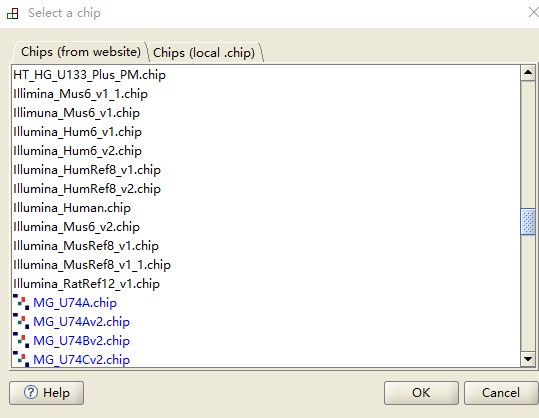 Select a chip
Chips (from website)
Chips (local .chip)
HT_HG_U133_Plus_PM.chip
Illimina_Mus6_v1_1.chip
Illimuna_Mus6_v1.chip
Illumina_Hum6_v1.chip
Illumina_Hum6_v2.chip
Illumina_HumRef8_v1.chip
Illumina_HumRef8_v2.chip
Illumina_Human.chip
Illumina_Mus6_v2.chip
Illumina_MusRef8_v1.chip
Illumina_MusRef8_v1_1.chip
Illumina_RatRef12_v1.chip
MG_U74A.chip
MG_U74Av2.chip
MG_U74Bv2.chip
MG_U74Cv2.chip
? Help
OK
Cancel